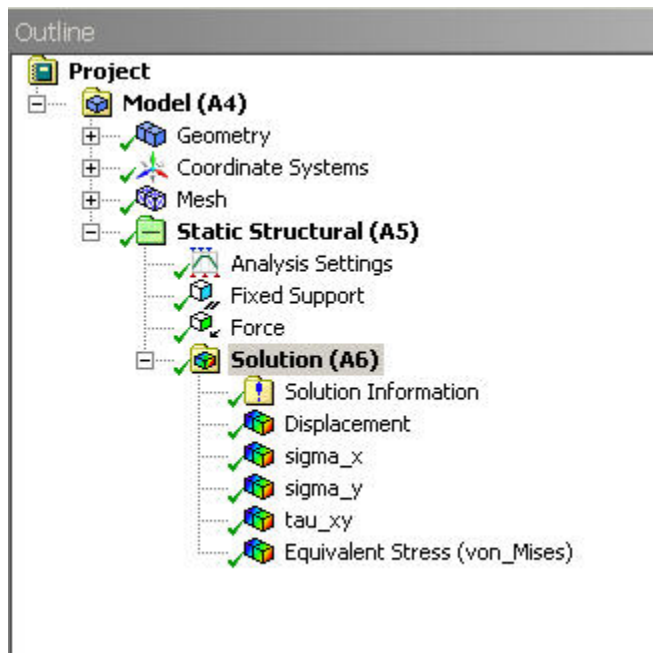 Outline
Project
Model (A4)
Geometry
Coordinate Systems
Mesh
Static Structural (A5)
Analysis Settings
Fixed Support
Force
Solution (A6)
Solution Information
Displacement
sigma_x
sigma_y
tau_xy
Equivalent Stress (von_Mises)